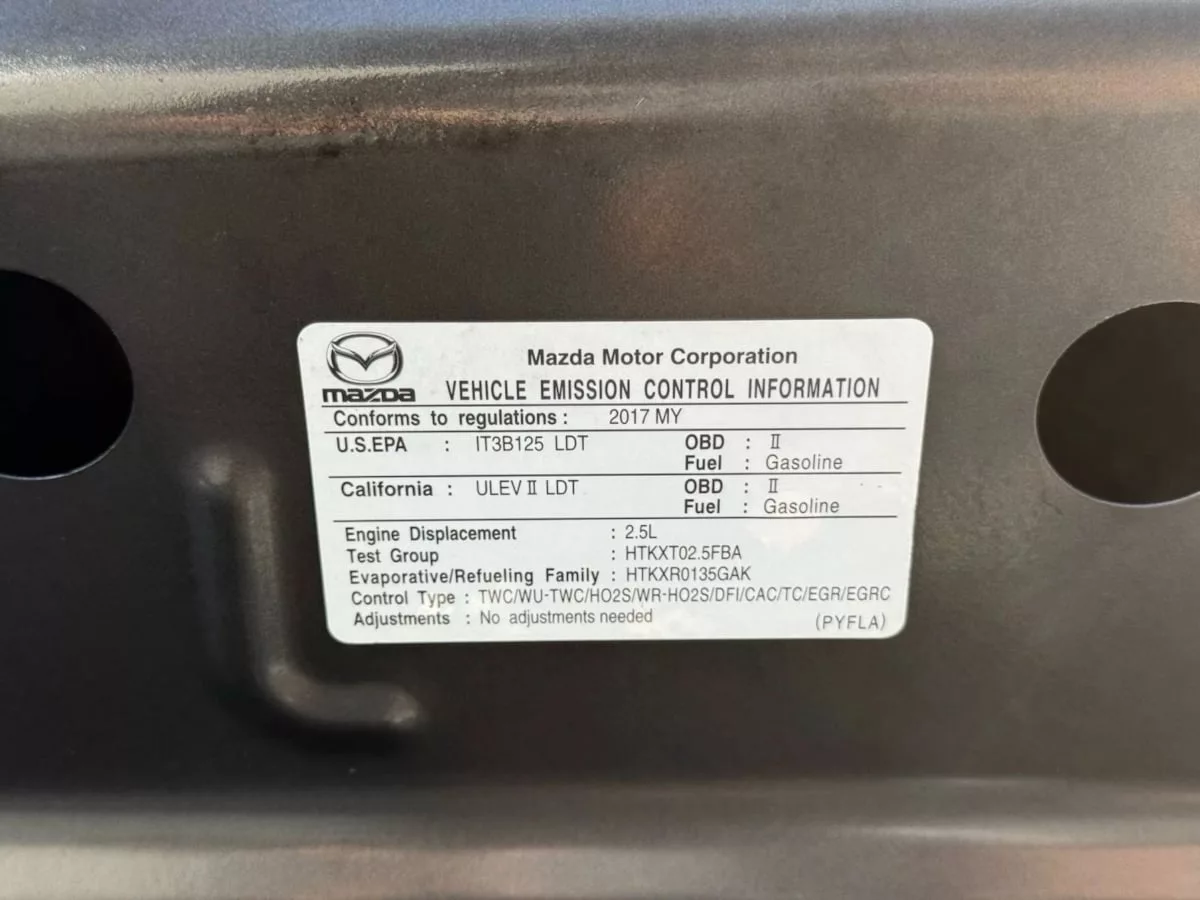 Mazda Motor Corporation
mazda VEHICLE EMISSION CONTROL INFORMATION
Conforms to regulations : 2017 MY
U.S.EPA : IT3B125 LDT OBD : II
Fuel : Gasoline
California : ULEV II LDT OBD : II
Fuel : Gasoline
Engine Displacement : 2.5L
Test Group : HTKXT02.5FBA
Evaporative/Refueling Family : HTKXR0135GAK
Control Type : TWC/WU-TWC/HO2S/WR-HO2S/DFI/CAC/TC/EGR/EGRC
Adjustments : No adjustments needed (PYFLA)